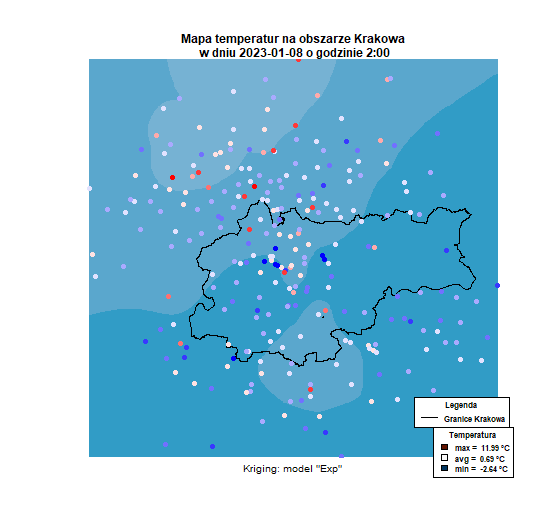 Mapa temperatur na obszarze Krakowa
w dniu 2023-01-08 o godzinie 2:00
Legenda
Granice Krakowa
Temperatura
max = 11.99 °C
avg = 0.69 °C
min = -2.64 °C
Kriging: model "Exp"